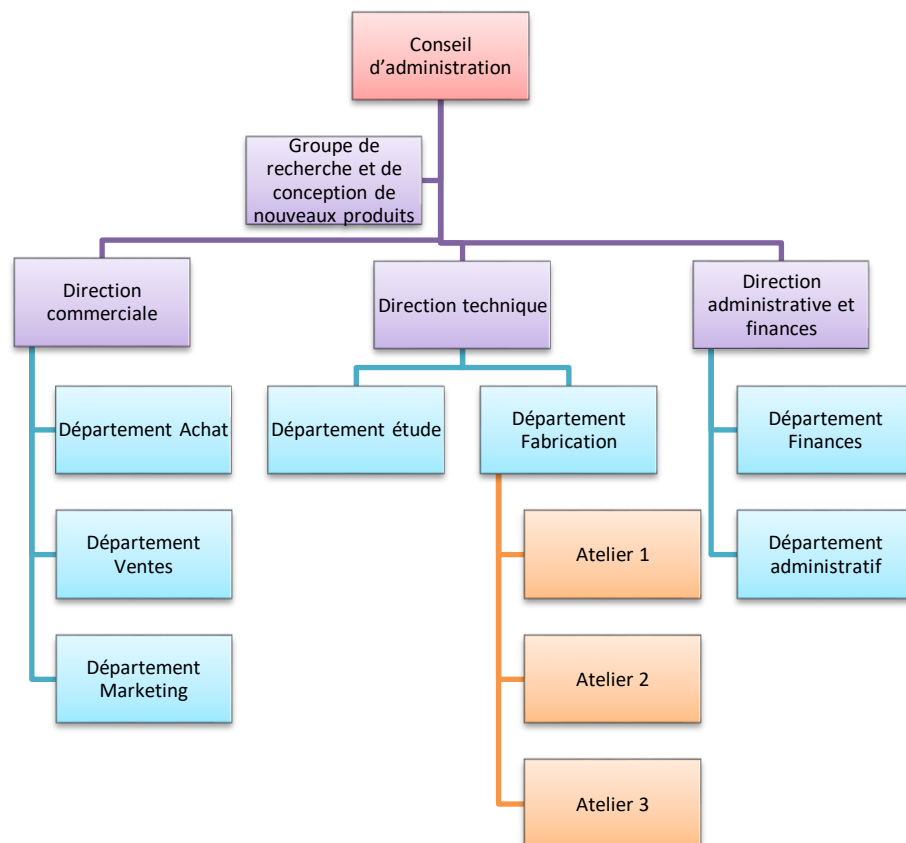 Conseil
d'administration
Groupe de
recherche et de
conception de
nouveaux produits
Direction
commerciale
Direction technique
Direction
administrative et
finances
Département Achat
Département
Ventes
Département
Marketing
Département étude
Département
Fabrication
Atelier 1
Atelier 2
Atelier 3
Département
Finances
Département
administratif